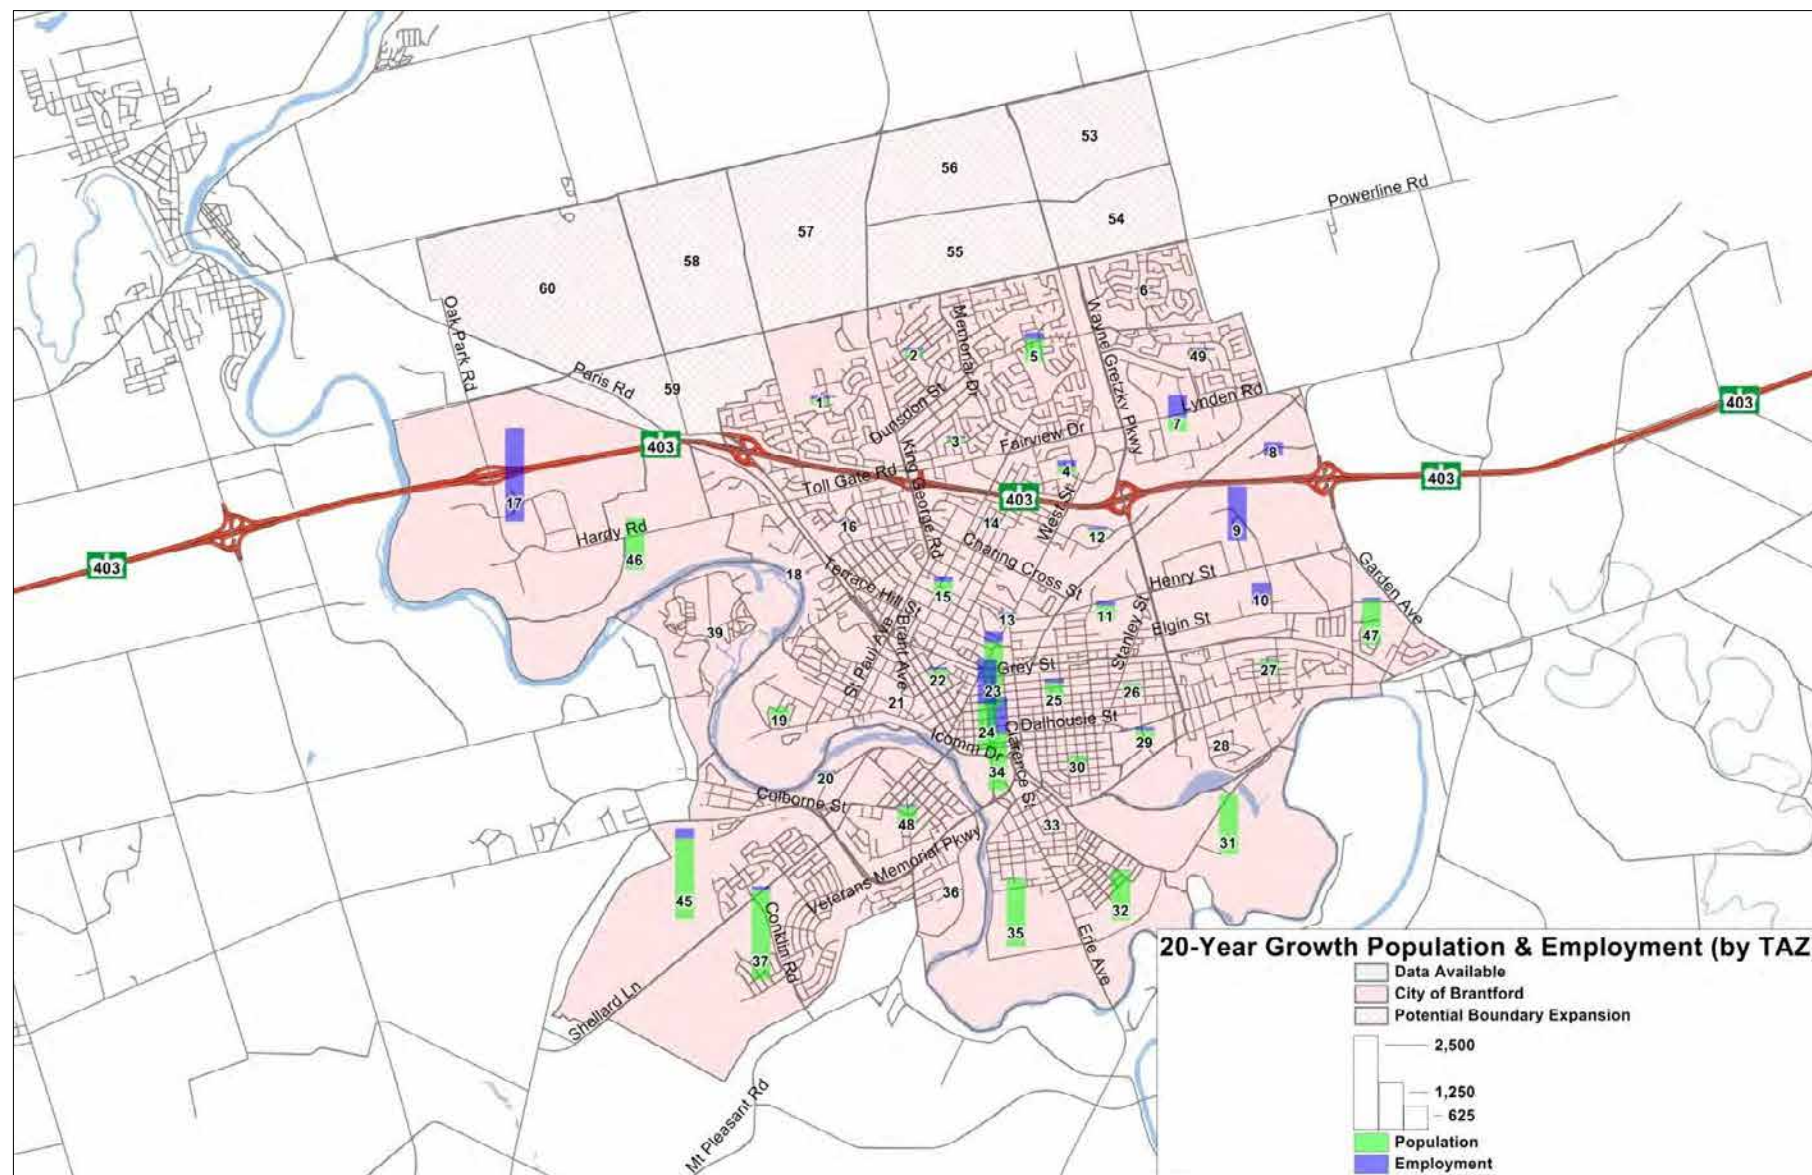 53
56
Powerline Rd
54
57
55
58
60
6
Oak Park Rd
Memorial Dr
Wayne Gretzky Pkwy
2
5
49
Paris Rd
59
1
Dunsdon St
Lynden Rd
403
7
3
Fairview Dr
403
King George Rd
8
4
Toll Gate Rd
403
403
17
14
West St
9
Hardy Rd
16
12
46
Charing Cross St
403
Terrace Hill St
18
Henry St
Garden Ave
15
10
11
13
Stanley St
Elgin St
39
47
St Paul Ave
Brant Ave
Grey St
27
22
23
25
26
21
19
24
Dalhousie St
Icomm Dr
29
28
Clarence St
30
20
34
Colborne St
48
33
31
Veterans Memorial Pkwy
45
36
32
Conklin Rd
35
37
Erie Ave
Shellard Ln
Mt Pleasant Rd
20-Year Growth Population & Employment (by TAZ
Data Available
City of Brantford
Potential Boundary Expansion
2,500
1,250
625
Population
Employment